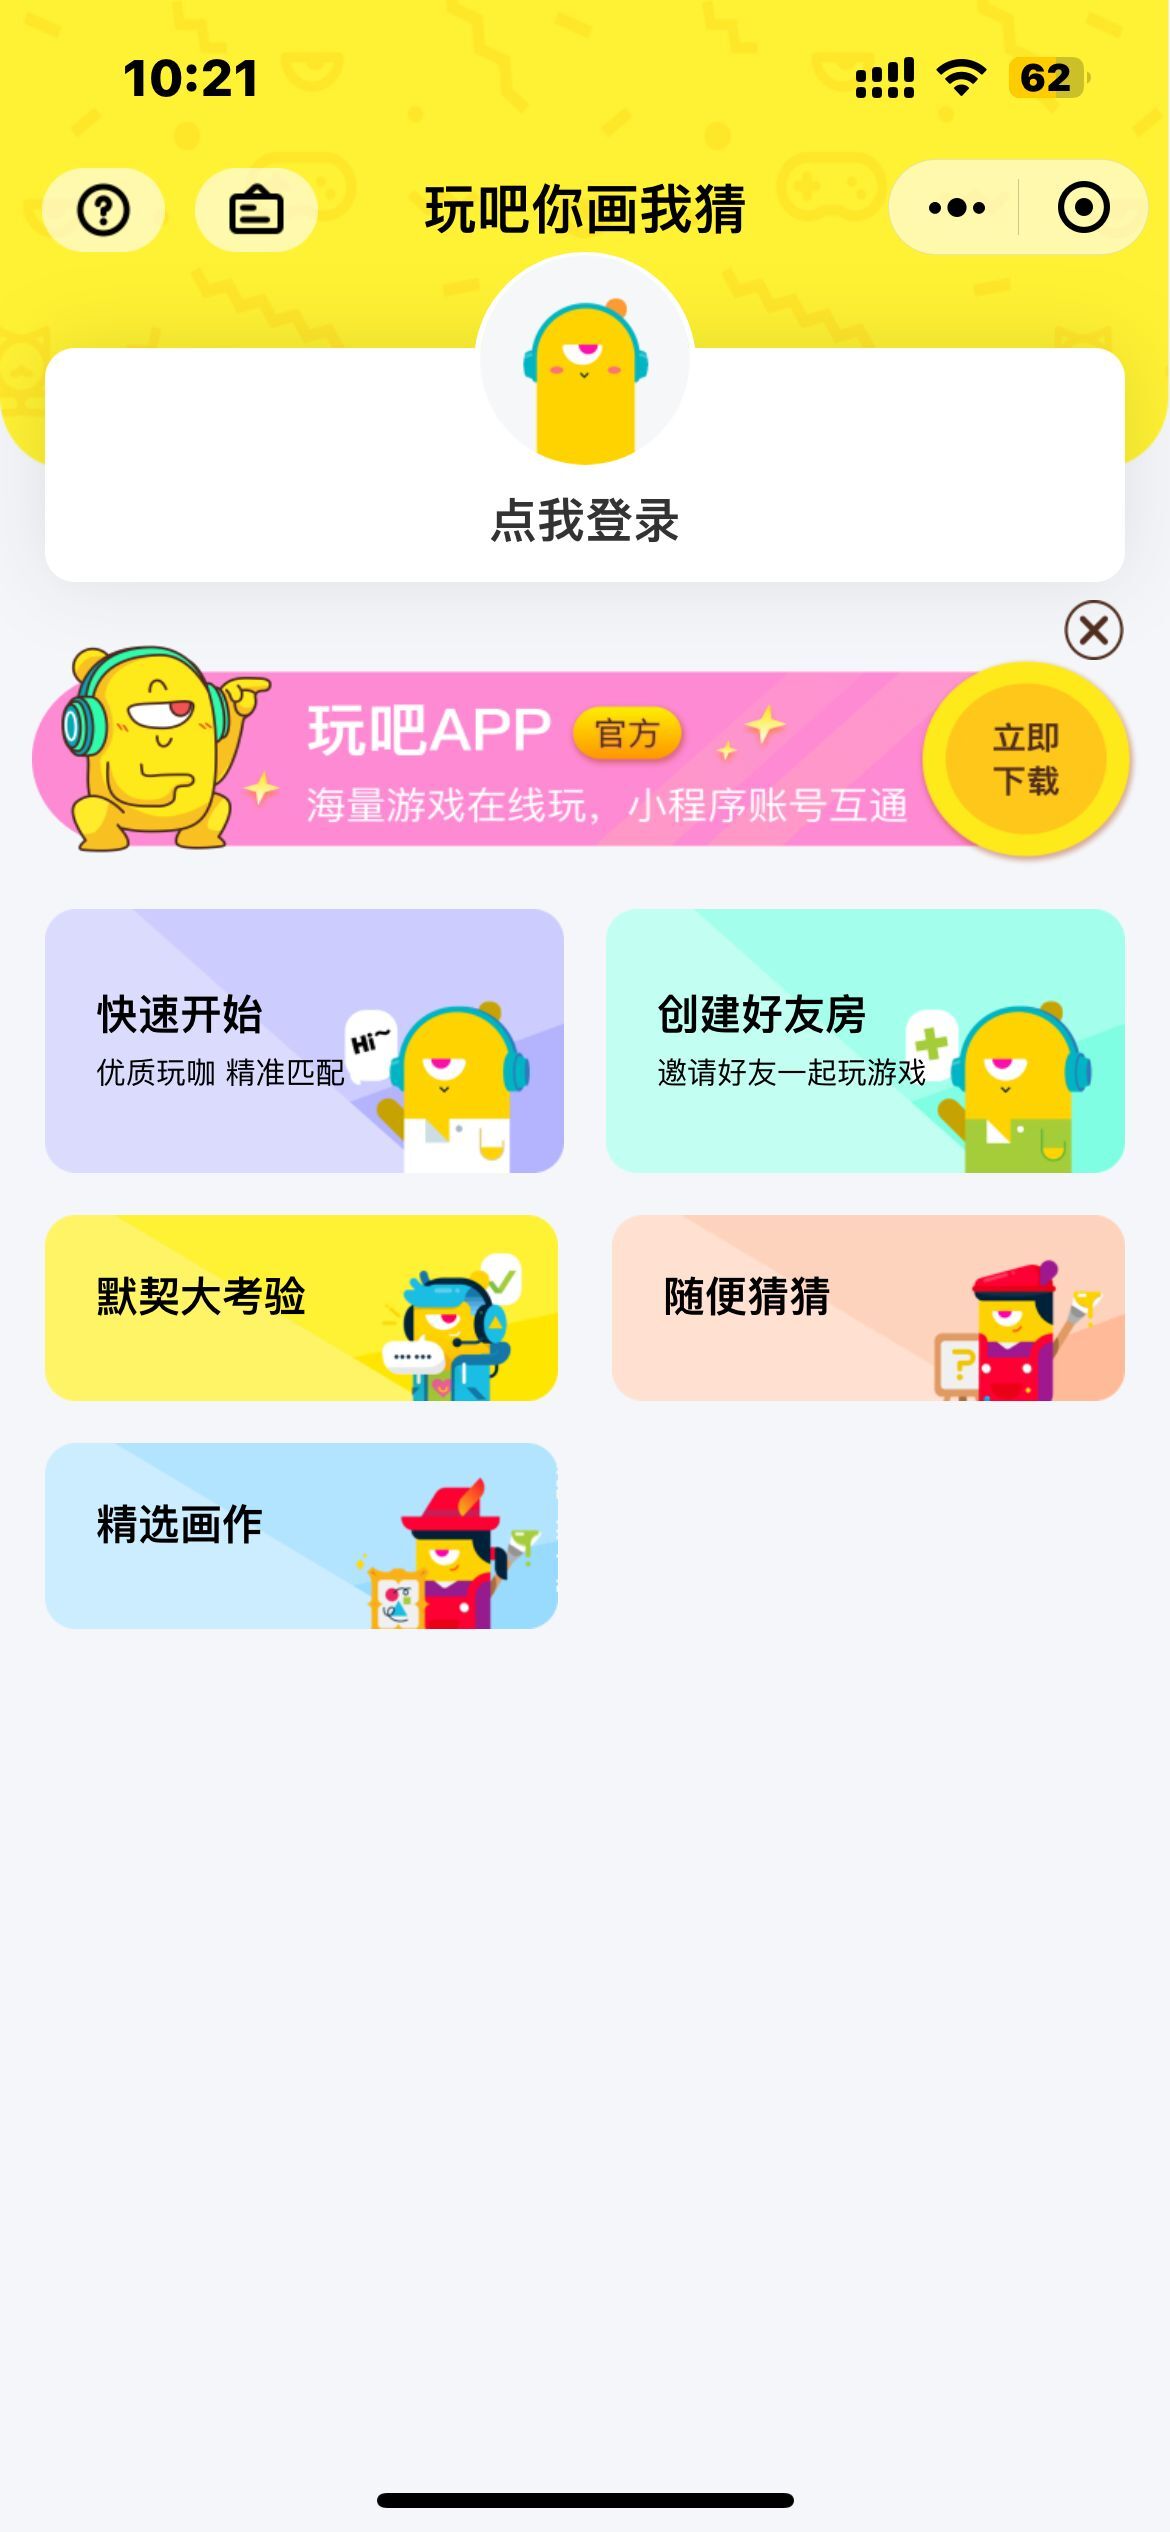 10:21
62
玩吧你画我猜
点我登录
玩吧APP 官方
海量游戏在线玩，小程序账号互通
立即
下载
快速开始
优质玩咖 精准匹配
Hi~
创建好友房
邀请好友一起玩游戏
默契大考验
随便猜猜
?
精选画作